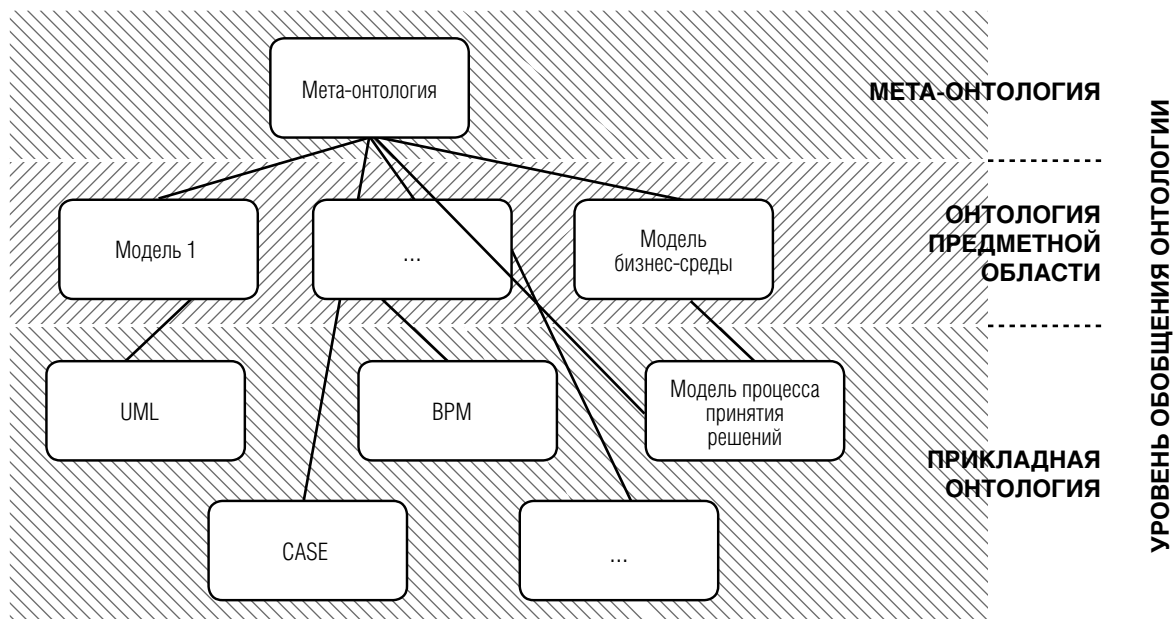 Мета-онтология
МЕТА-ОНТОЛОГИЯ
Модель 1
...
Модель
бизнес-среды
ОНТОЛОГИЯ
ПРЕДМЕТНОЙ
ОБЛАСТИ
UML
BPM
Модель процесса
принятия
решений
CASE
...
ПРИКЛАДНАЯ
ОНТОЛОГИЯ
УРОВЕНЬ ОБОБЩЕНИЯ ОНТОЛОГИИ